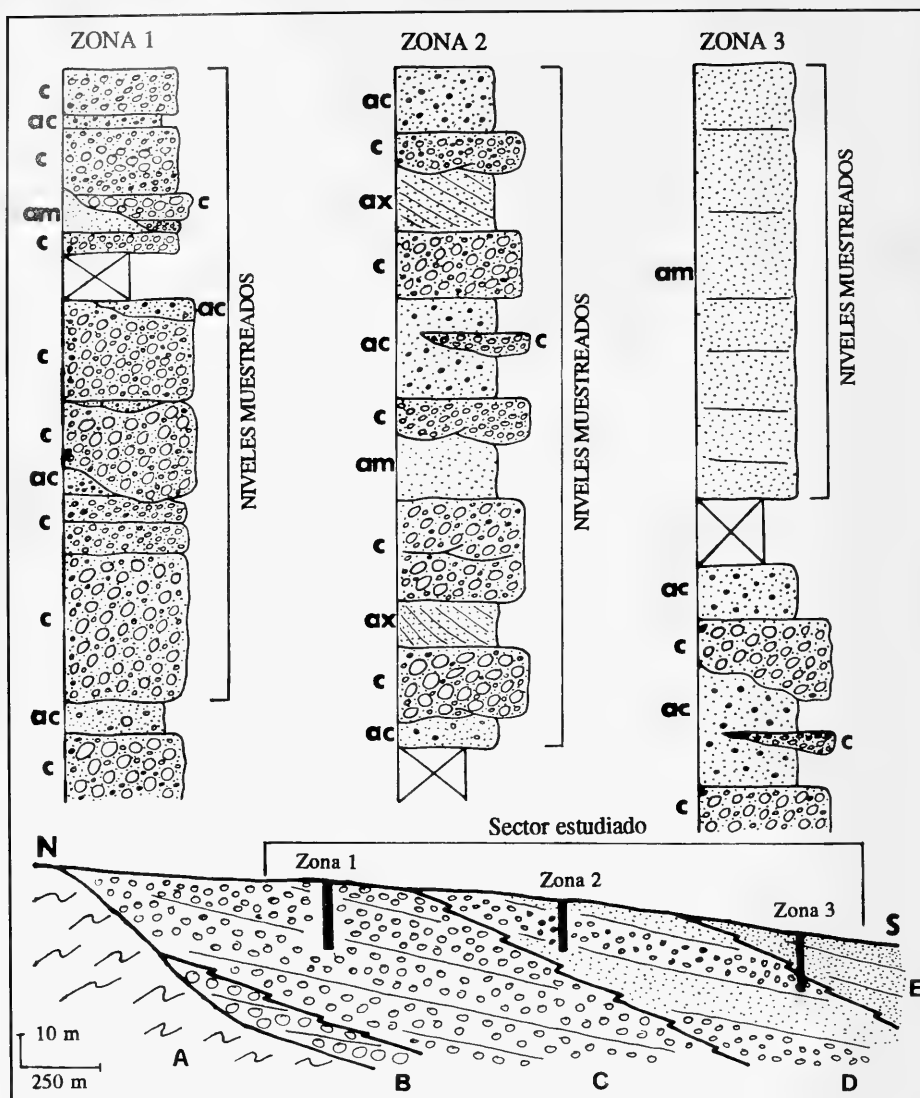 ZONA 1
c
ac
c
c
am
c
ac
c
c
ac
c
c
ac
c
NIVELES MUESTREADOS
ZONA 2
ac
c
ax
c
ac
c
c
am
c
ax
c
ac
NIVELES MUESTREADOS
ZONA 3
am
ac
c
ac
c
c
NIVELES MUESTREADOS
Sector estudiado
N
Zona 1
Zona 2
Zona 3
S
E
10 m
250 m
A
B
C
D